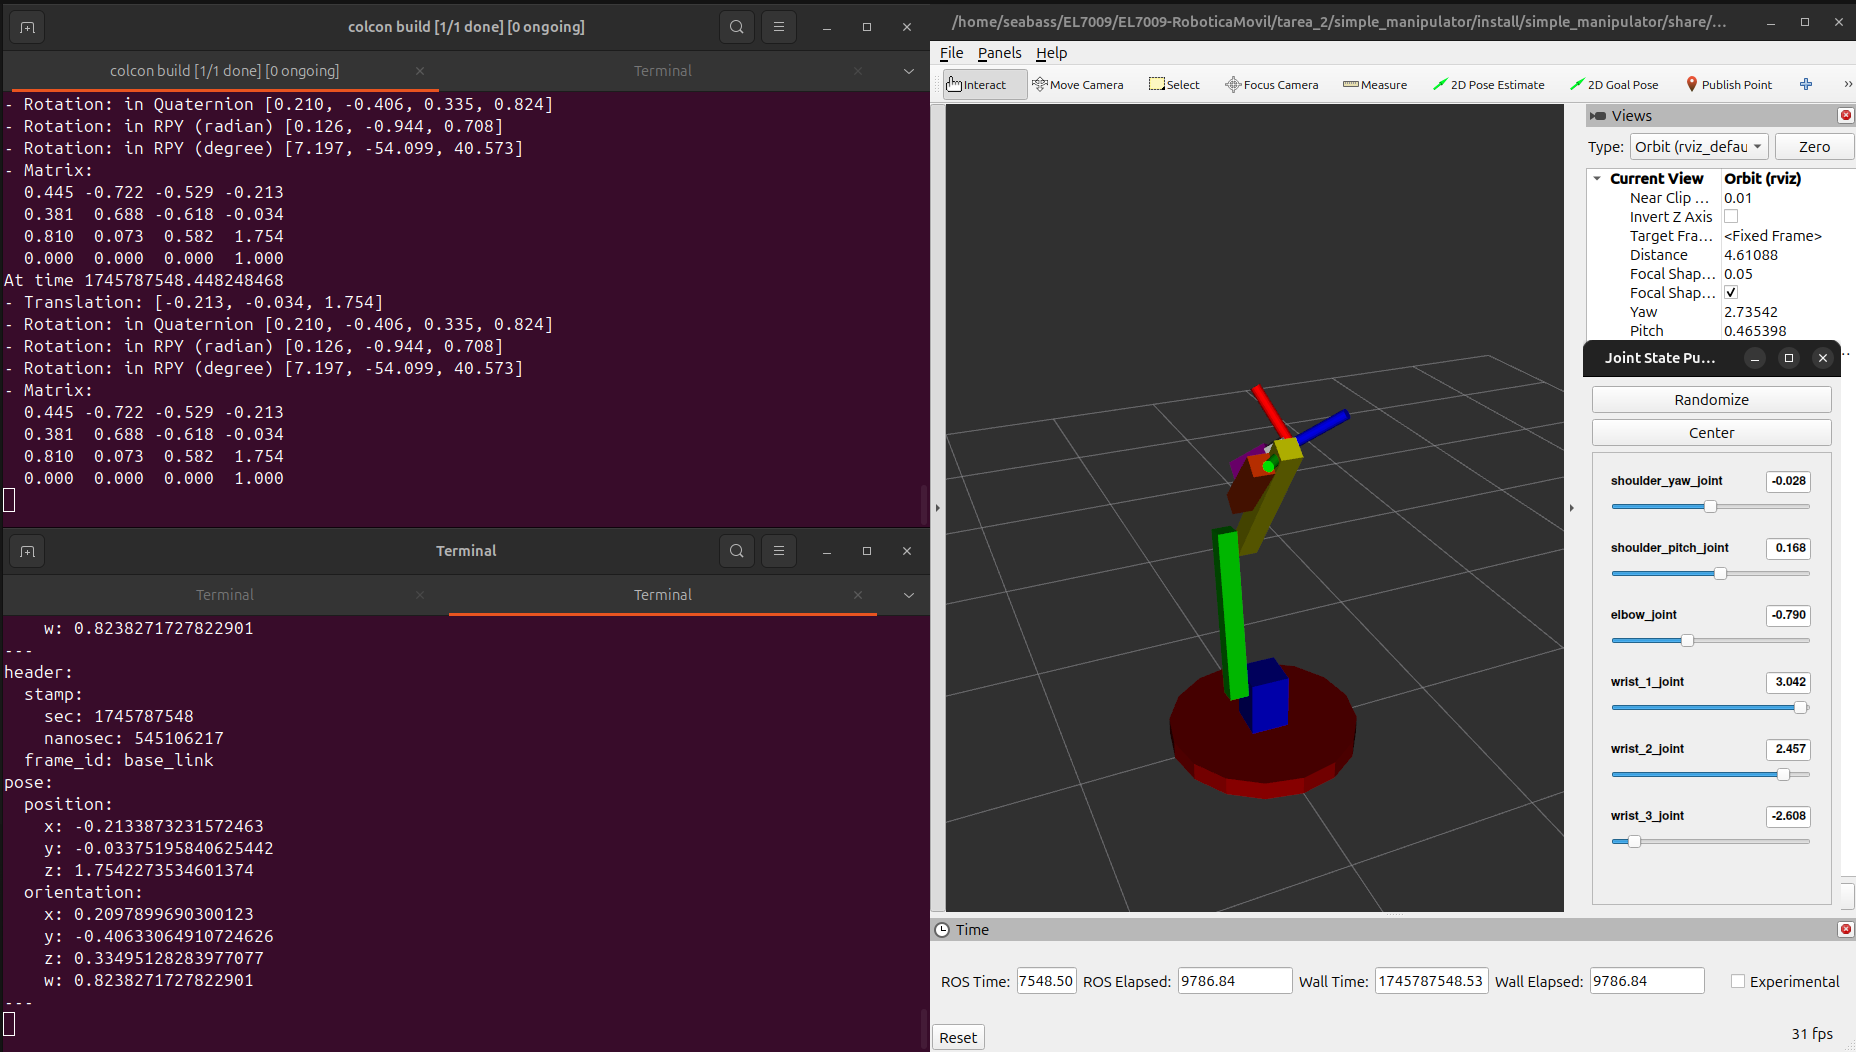 colcon build [1/1 done] [0 ongoing]
colcon build [1/1 done] [0 ongoing]
Terminal
- Rotation: in Quaternion [0.210, -0.406, 0.335, 0.824]
- Rotation: in RPY (radian) [0.126, -0.944, 0.708]
- Rotation: in RPY (degree) [7.197, -54.099, 40.573]
- Matrix:
0.445 -0.722 -0.529 -0.213
0.381 0.688 -0.618 -0.034
0.810 0.073 0.582 1.754
0.000 0.000 0.000 1.000
At time 1745787548.448248468
- Translation: [-0.213, -0.034, 1.754]
- Rotation: in Quaternion [0.210, -0.406, 0.335, 0.824]
- Rotation: in RPY (radian) [0.126, -0.944, 0.708]
- Rotation: in RPY (degree) [7.197, -54.099, 40.573]
- Matrix:
0.445 -0.722 -0.529 -0.213
0.381 0.688 -0.618 -0.034
0.810 0.073 0.582 1.754
0.000 0.000 0.000 1.000
Terminal
Terminal
Terminal
w: 0.8238271727822901
---
header:
stamp:
sec: 1745787548
nanosec: 545106217
frame_id: base_link
pose:
position:
x: -0.2133873231572463
y: -0.03375195840625442
z: 1.7542273534601374
orientation:
x: 0.2097899690300123
y: -0.40633064910724626
z: 0.33495128283977077
w: 0.8238271727822901
---
/home/seabass/EL7009/EL7009-RoboticaMovil/tarea_2/simple_manipulator/install/simple_manipulator/share/...
File Panels Help
Interact Move Camera Select Focus Camera Measure 2D Pose Estimate 2D Goal Pose Publish Point »
Views
Type: Orbit (rviz_defau Zero
Current View Orbit (rviz)
Near Clip ... 0.01
Invert Z Axis
Target Fra... <Fixed Frame>
Distance 4.61088
Focal Shap... 0.05
Focal Shap... ✓
Yaw 2.73542
Pitch 0.465398
Joint State Pu...
Randomize
Center
shoulder_yaw_joint -0.028
shoulder_pitch_joint 0.168
elbow_joint -0.790
wrist_1_joint 3.042
wrist_2_joint 2.457
wrist_3_joint -2.608
Time
ROS Time: 7548.50 ROS Elapsed: 9786.84 Wall Time: 1745787548.53 Wall Elapsed: 9786.84 Experimental
Reset 31 fps